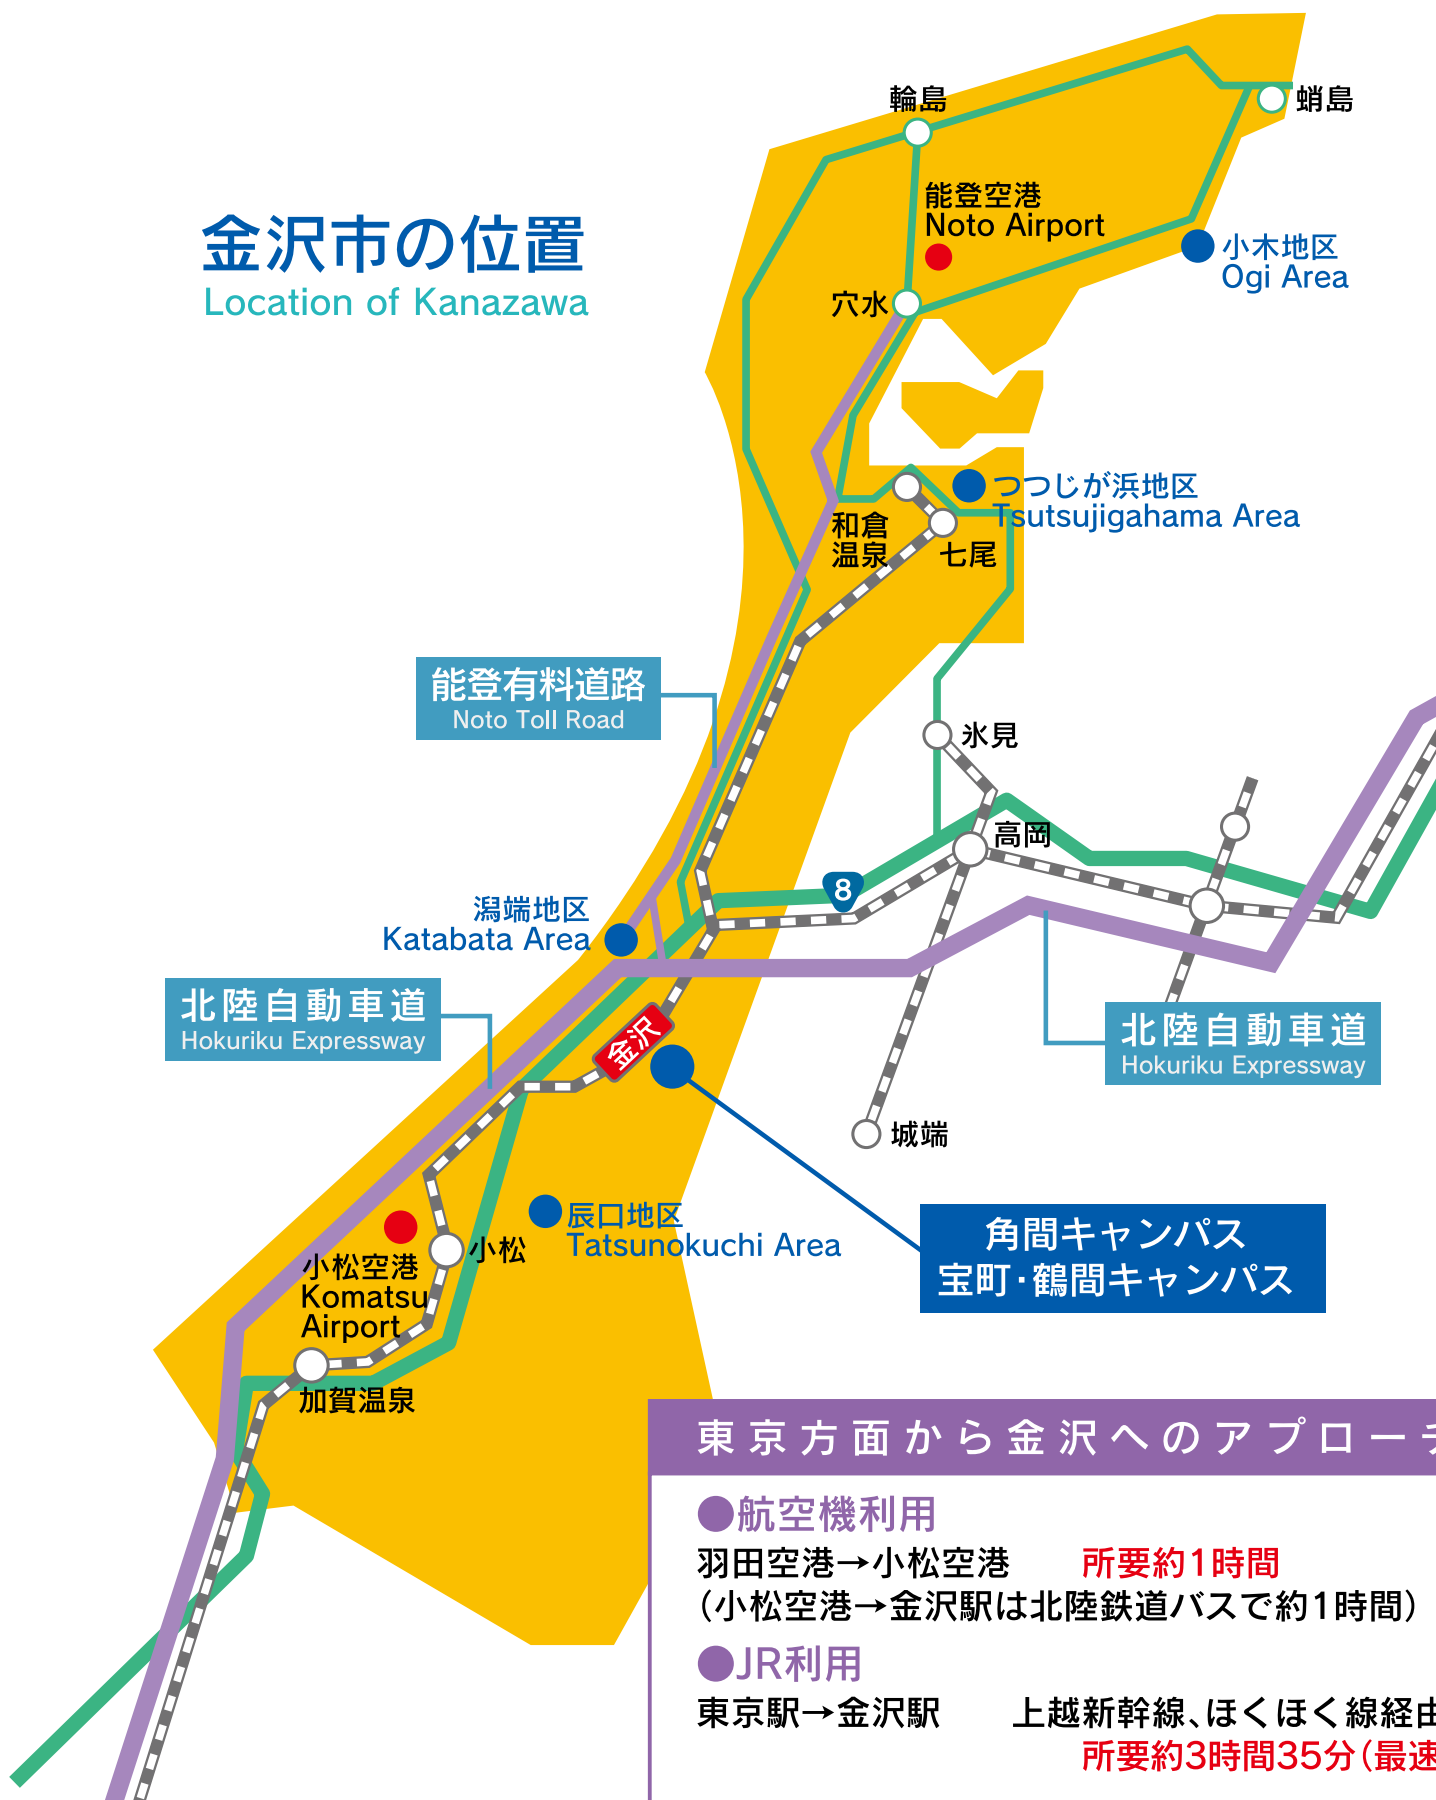 輪島
蛸島
能登空港
Noto Airport
金沢市の位置
Location of Kanazawa
小木地区
Ogi Area
穴水
つつじが浜地区
Tsutsujigahama Area
和倉
温泉
七尾
能登有料道路
Noto Toll Road
氷見
高岡
8
潟端地区
Katabata Area
北陸自動車道
Hokuriku Expressway
金沢
北陸自動車道
Hokuriku Expressway
城端
辰口地区
Tatsunokuchi Area
小松
小松空港
Komatsu
Airport
角間キャンパス
宝町・鶴間キャンパス
加賀温泉
東京方面から金沢へのアプローチ
●航空機利用
羽田空港→小松空港 所要約1時間
（小松空港→金沢駅は北陸鉄道バスで約1時間）
●JR利用
東京駅→金沢駅 上越新幹線、ほくほく線経由
所要約3時間35分（最速